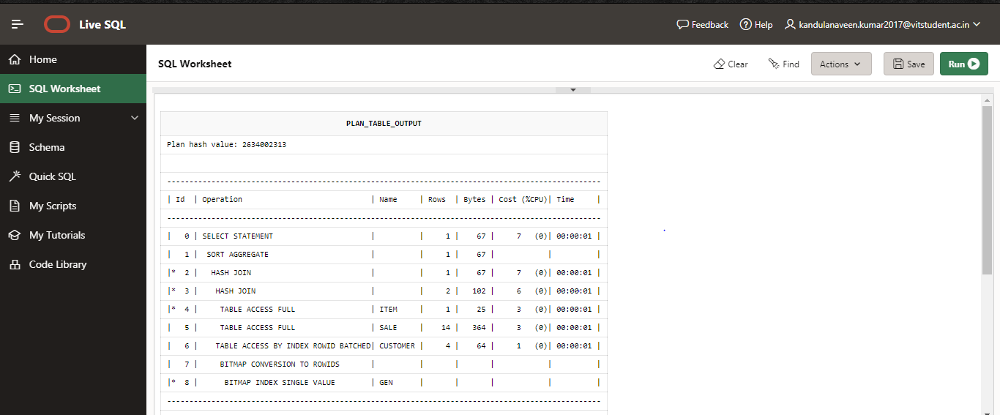 Live SQL
Feedback
Help
kandulanaveen.kumar2017@vitstudent.ac.in
Home
SQL Worksheet
My Session
Schema
Quick SQL
My Scripts
My Tutorials
Code Library
SQL Worksheet
Clear
Find
Actions
Save
Run
PLAN_TABLE_OUTPUT
Plan hash value: 2634002313
--------------------------------------------------------------------------------------------------
| Id  | Operation                            | Name     | Rows  | Bytes | Cost (%CPU)| Time     |
--------------------------------------------------------------------------------------------------
|   0 | SELECT STATEMENT                     |          |     1 |    67 |     7   (0)| 00:00:01 |
|   1 |  SORT AGGREGATE                      |          |     1 |    67 |            |          |
|*  2 |   HASH JOIN                          |          |     1 |    67 |     7   (0)| 00:00:01 |
|*  3 |    HASH JOIN                         |          |     2 |   102 |     6   (0)| 00:00:01 |
|*  4 |     TABLE ACCESS FULL                | ITEM     |     1 |    25 |     3   (0)| 00:00:01 |
|   5 |     TABLE ACCESS FULL                | SALE     |    14 |   364 |     3   (0)| 00:00:01 |
|   6 |    TABLE ACCESS BY INDEX ROWID BATCHED| CUSTOMER |     4 |    64 |     1   (0)| 00:00:01 |
|   7 |     BITMAP CONVERSION TO ROWIDS      |          |       |       |            |          |
|*  8 |      BITMAP INDEX SINGLE VALUE       | GEN      |       |       |            |          |
--------------------------------------------------------------------------------------------------